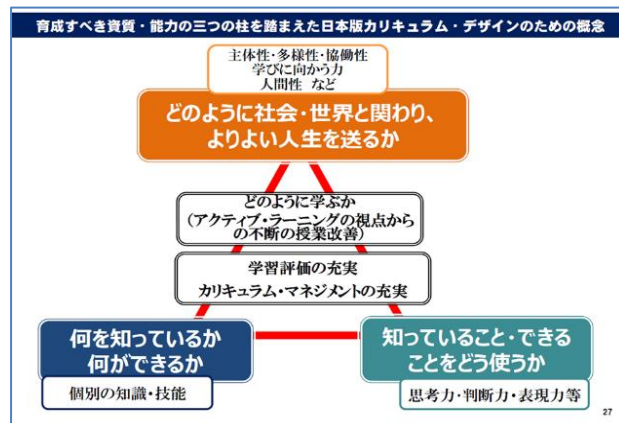 育成すべき資質・能力の三つの柱を踏まえた日本版カリキュラム・デザインのための概念
主体性・多様性・協働性
学びに向かう力
人間性 など
どのように社会・世界と関わり、
よりよい人生を送るか
どのように学ぶか
(アクティブ・ラーニングの視点から
の不断の授業改善)
学習評価の充実
カリキュラム・マネジメントの充実
何を知っているか
何ができるか
個別の知識・技能
知っていること・できる
ことをどう使うか
思考力・判断力・表現力等
27